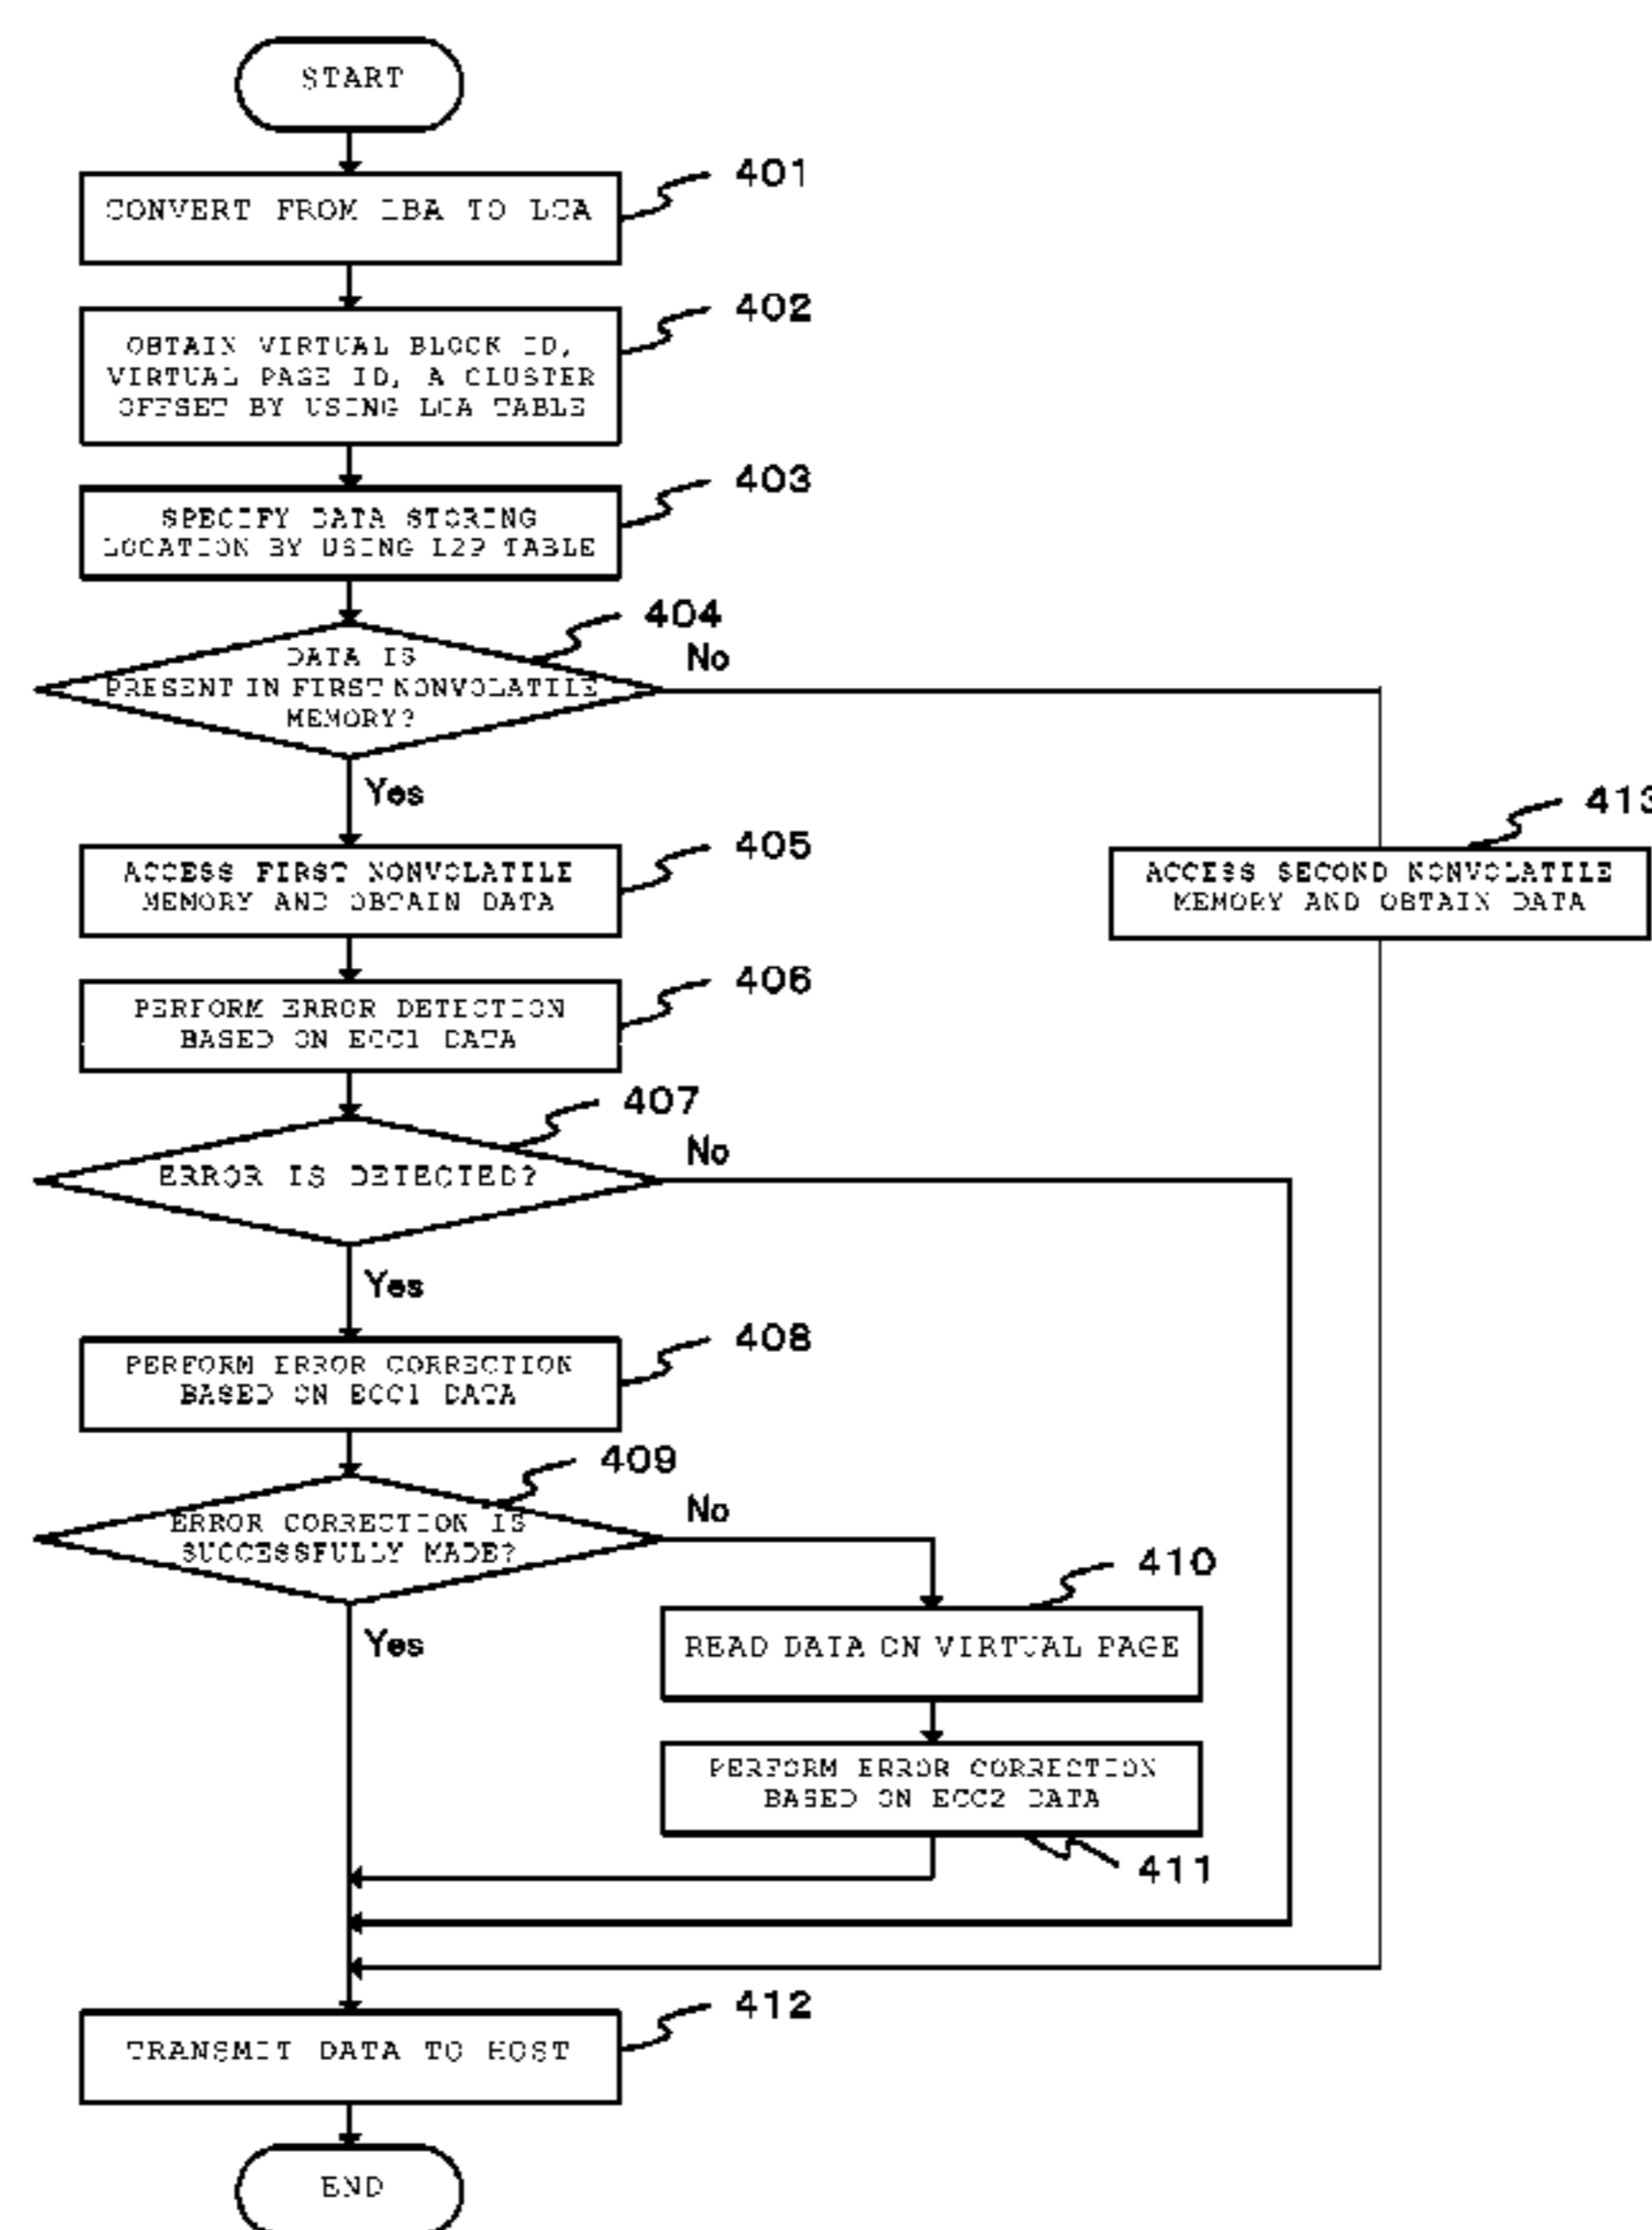 START
401
CONVERT FROM LBA TO LCA
402
OBTAIN VIRTUAL BLOCK ID,
VIRTUAL PAGE ID, A CLUSTER
OFFSET BY USING LCA TABLE
403
SPECIFY DATA STORING
LOCATION BY USING L2P TABLE
404
DATA IS
PRESENT IN FIRST NONVOLATILE
MEMORY?
No
Yes
413
ACCESS SECOND NONVOLATILE
MEMORY AND OBTAIN DATA
405
ACCESS FIRST NONVOLATILE
MEMORY AND OBTAIN DATA
406
PERFORM ERROR DETECTION
BASED ON ECC1 DATA
407
ERROR IS DETECTED?
No
Yes
408
PERFORM ERROR CORRECTION
BASED ON ECC1 DATA
409
ERROR CORRECTION IS
SUCCESSFULLY MADE?
No
Yes
410
READ DATA ON VIRTUAL PAGE
PERFORM ERROR CORRECTION
BASED ON ECC2 DATA
411
412
TRANSMIT DATA TO HOST
END